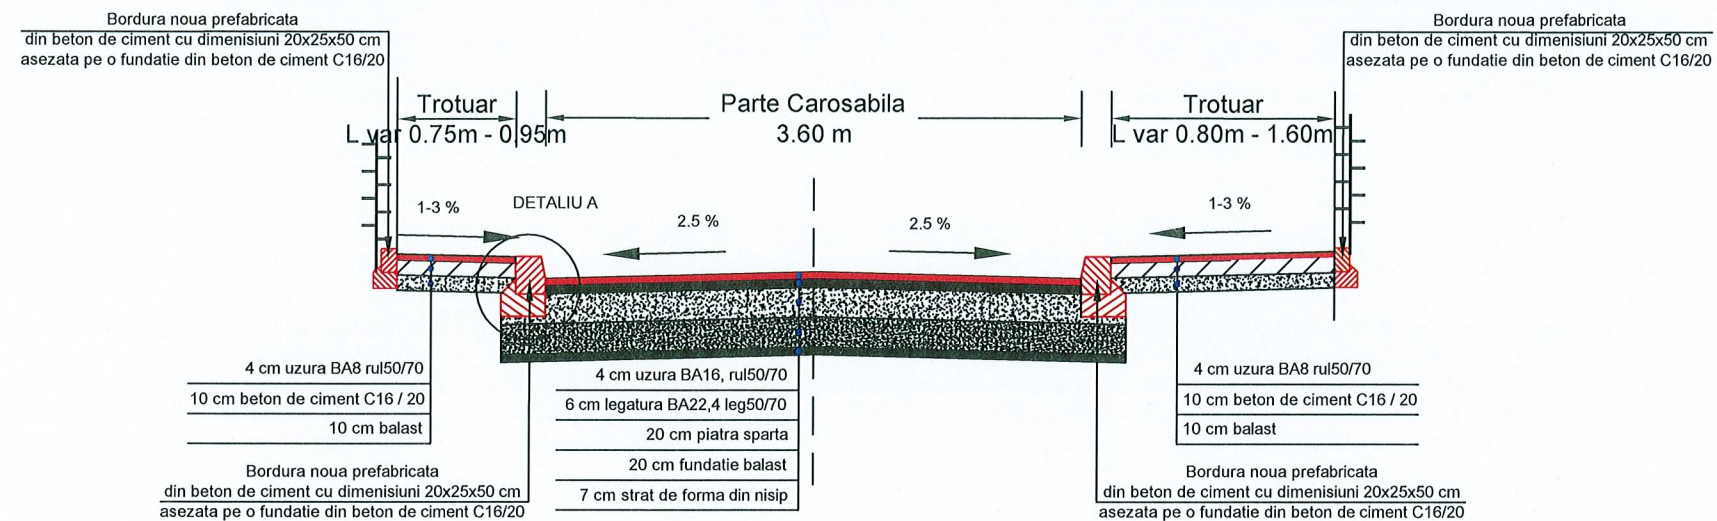 Bordura noua prefabricata
din beton de ciment cu dimenisiuni 20x25x50 cm
asezata pe o fundatie din beton de ciment C16/20
Bordura noua prefabricata
din beton de ciment cu dimenisiuni 20x25x50 cm
asezata pe o fundatie din beton de ciment C16/20
Trotuar
L var 0.75m - 0.95m
Parte Carosabila
3.60 m
Trotuar
L var 0.80m - 1.60m
1-3 %
DETALIU A
2.5 %
2.5 %
1-3 %
4 cm uzura BA8 rul50/70
10 cm beton de ciment C16 / 20
10 cm balast
4 cm uzura BA16, rul50/70
6 cm legatura BA22,4 leg50/70
20 cm piatra sparta
20 cm fundatie balast
7 cm strat de forma din nisip
4 cm uzura BA8 rul50/70
10 cm beton de ciment C16 / 20
10 cm balast
Bordura noua prefabricata
din beton de ciment cu dimenisiuni 20x25x50 cm
asezata pe o fundatie din beton de ciment C16/20
Bordura noua prefabricata
din beton de ciment cu dimenisiuni 20x25x50 cm
asezata pe o fundatie din beton de ciment C16/20